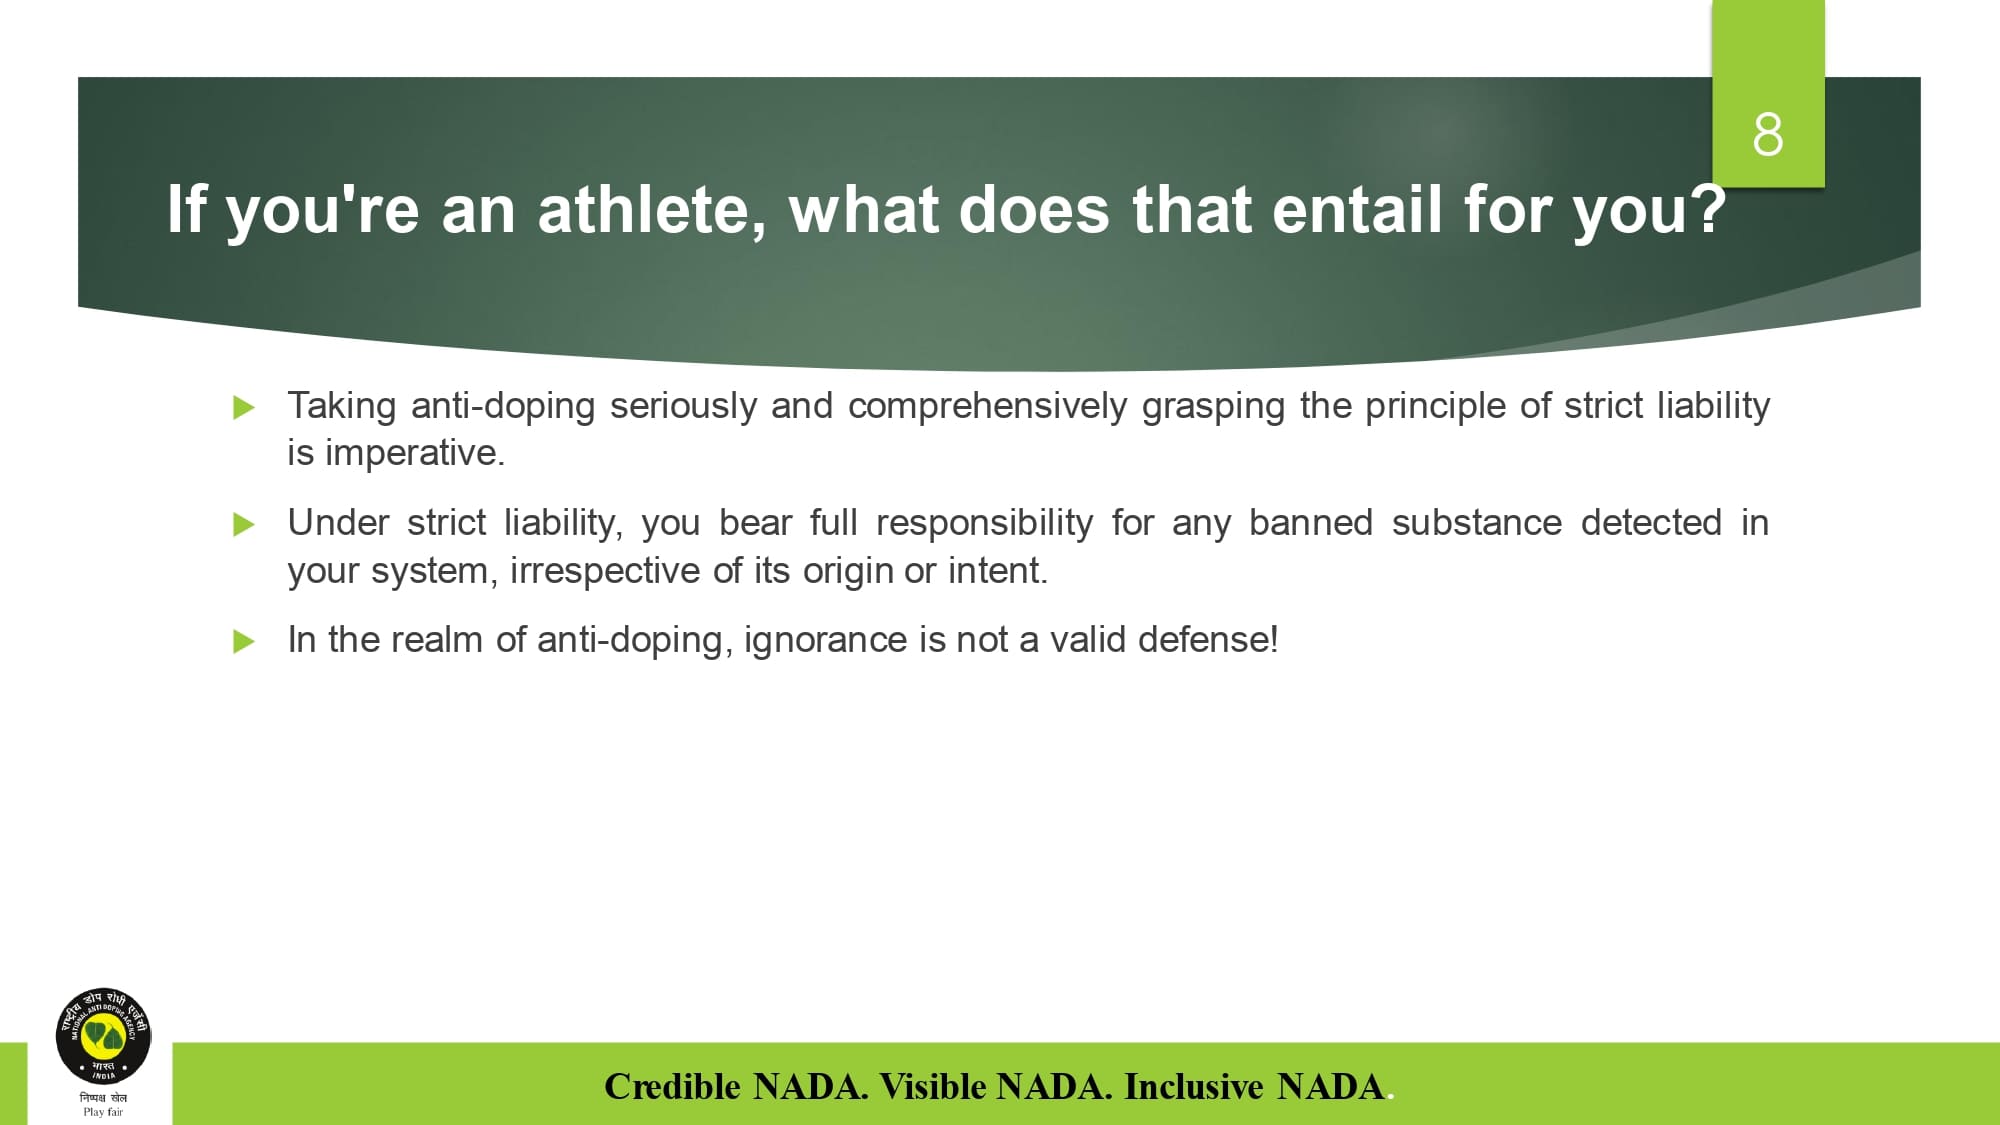 8
If you're an athlete, what does that entail for you?
Taking anti-doping seriously and comprehensively grasping the principle of strict liability
is imperative.
Under strict liability, you bear full responsibility for any banned substance detected in
your system, irrespective of its origin or intent.
In the realm of anti-doping, ignorance is not a valid defense!
राष्ट्रीय डोप रोधी एजेंसी
NATIONAL ANTI DOPING AGENCY
भारत
INDIA
निष्पक्ष खेल
Play fair
Credible NADA. Visible NADA. Inclusive NADA.